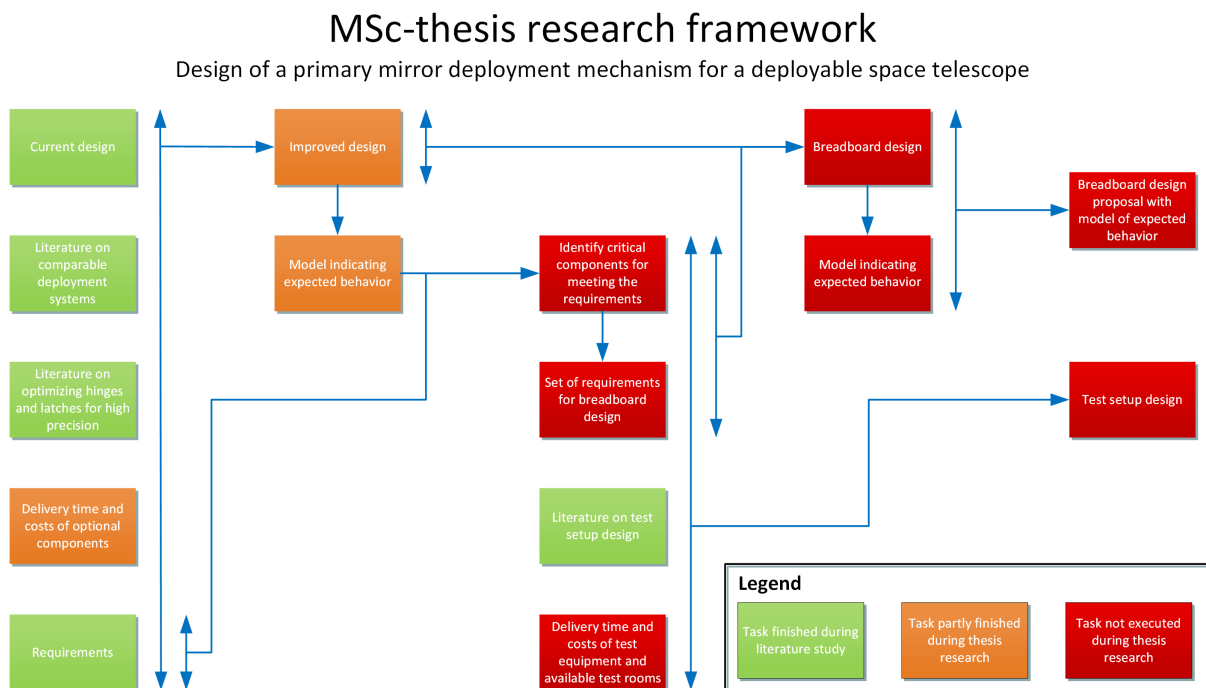 MSc-thesis research framework
Design of a primary mirror deployment mechanism for a deployable space telescope
Current design
Improved design
Breadboard design
Breadboard design
proposal with
model of expected
behavior
Literature on
comparable
deployment
systems
Model indicating
expected behavior
Identify critical
components for
meeting the
requirements
Model indicating
expected behavior
Literature on
optimizing hinges
and latches for high
precision
Set of requirements
for breadboard
design
Test setup design
Delivery time and
costs of optional
components
Literature on test
setup design
Requirements
Delivery time and
costs of test
equipment and
available test rooms
Legend
Task finished during
literature study
Task partly finished
during thesis
research
Task not executed
during thesis
research